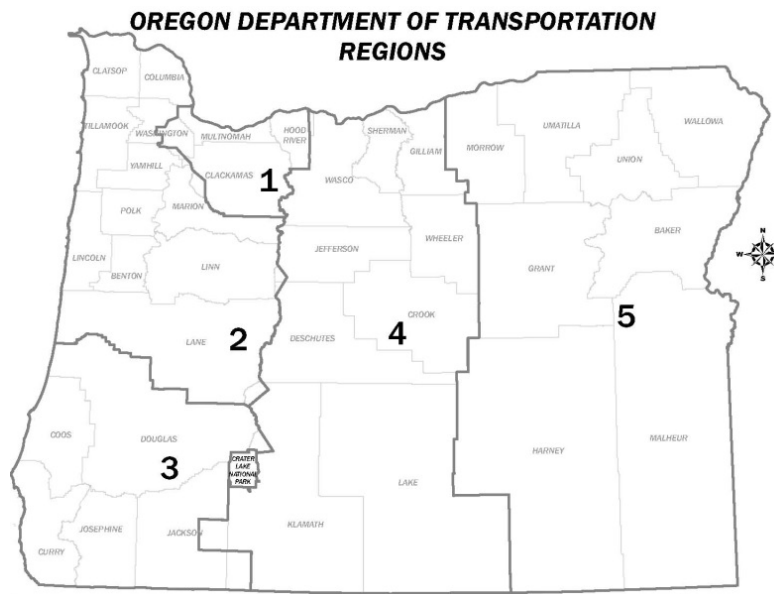 OREGON DEPARTMENT OF TRANSPORTATION
REGIONS
CLATSOP
COLUMBIA
TILLAMOOK
WASHINGTON
MULTNOMAH
HOOD
RIVER
SHERMAN
GILLIAM
MORROW
UMATILLA
WALLOWA
UNION
YAMHILL
CLACKAMAS
1
WASCO
POLK
MARION
WHEELER
BAKER
LINCOLN
BENTON
LINN
JEFFERSON
GRANT
N
W
S
LANE
2
DESCHUTES
CROOK
4
5
COOS
DOUGLAS
3
CRATER
LAKE
NATIONAL
PARK
HARNEY
MALHEUR
LAKE
CURRY
JOSEPHINE
JACKSON
KLAMATH